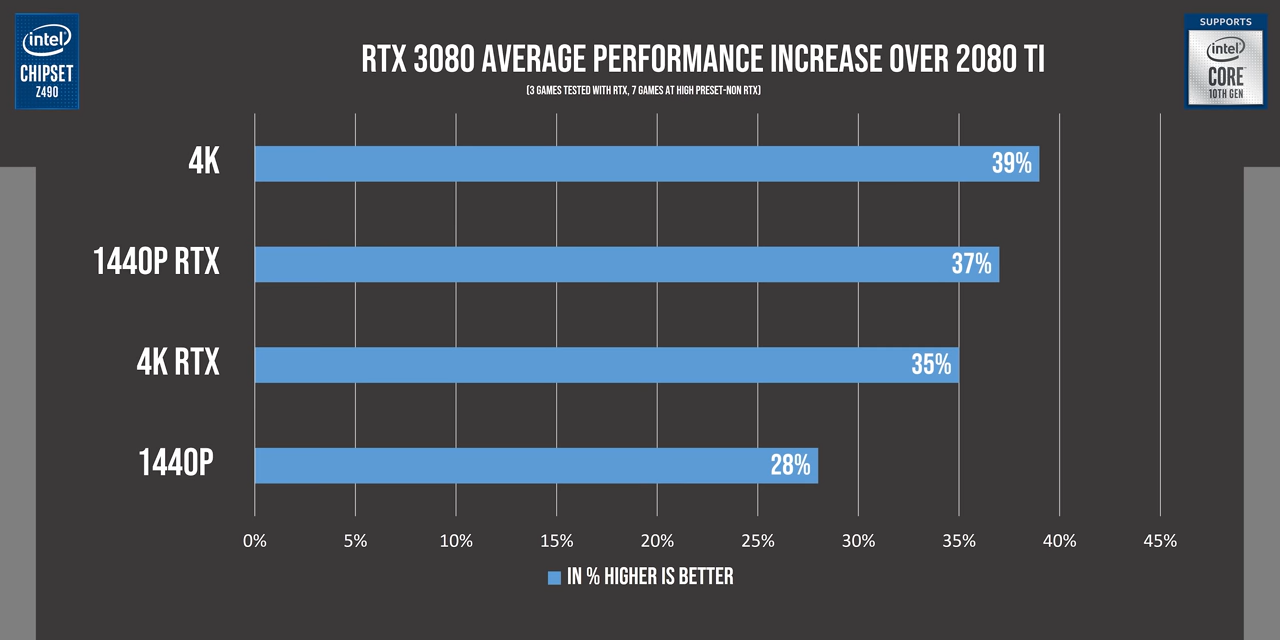 intel
CHIPSET
Z490
SUPPORTS
intel
CORE
10TH GEN
RTX 3080 AVERAGE PERFORMANCE INCREASE OVER 2080 TI
(3 GAMES TESTED WITH RTX, 7 GAMES AT HIGH PRESET-NON RTX)
4K 39%
1440P RTX 37%
4K RTX 35%
1440P 28%
0% 5% 10% 15% 20% 25% 30% 35% 40% 45%
IN % HIGHER IS BETTER